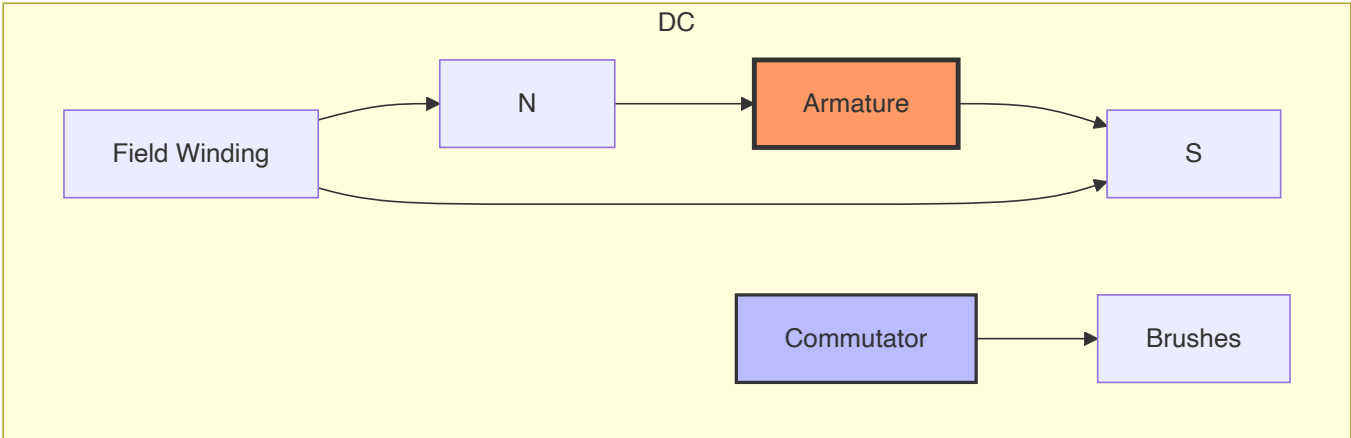 DC
Field Winding
N
Armature
S
Commutator
Brushes